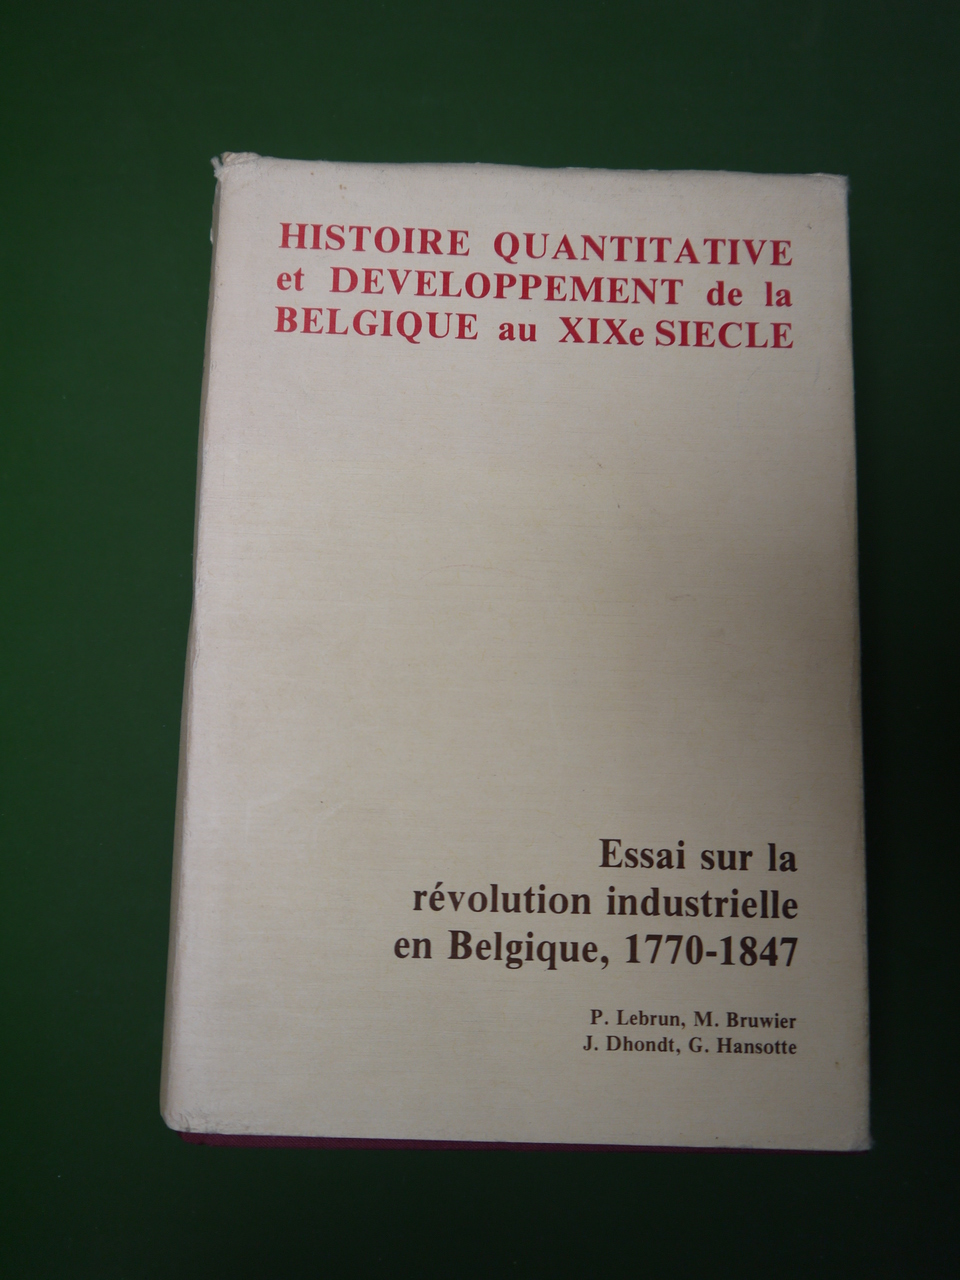 HISTOIRE QUANTITATIVE
et DEVELOPPEMENT de la
BELGIQUE au XIXe SIECLE
Essai sur la
révolution industrielle
en Belgique, 1770-1847
P. Lebrun, M. Bruwier
J. Dhondt, G. Hansotte